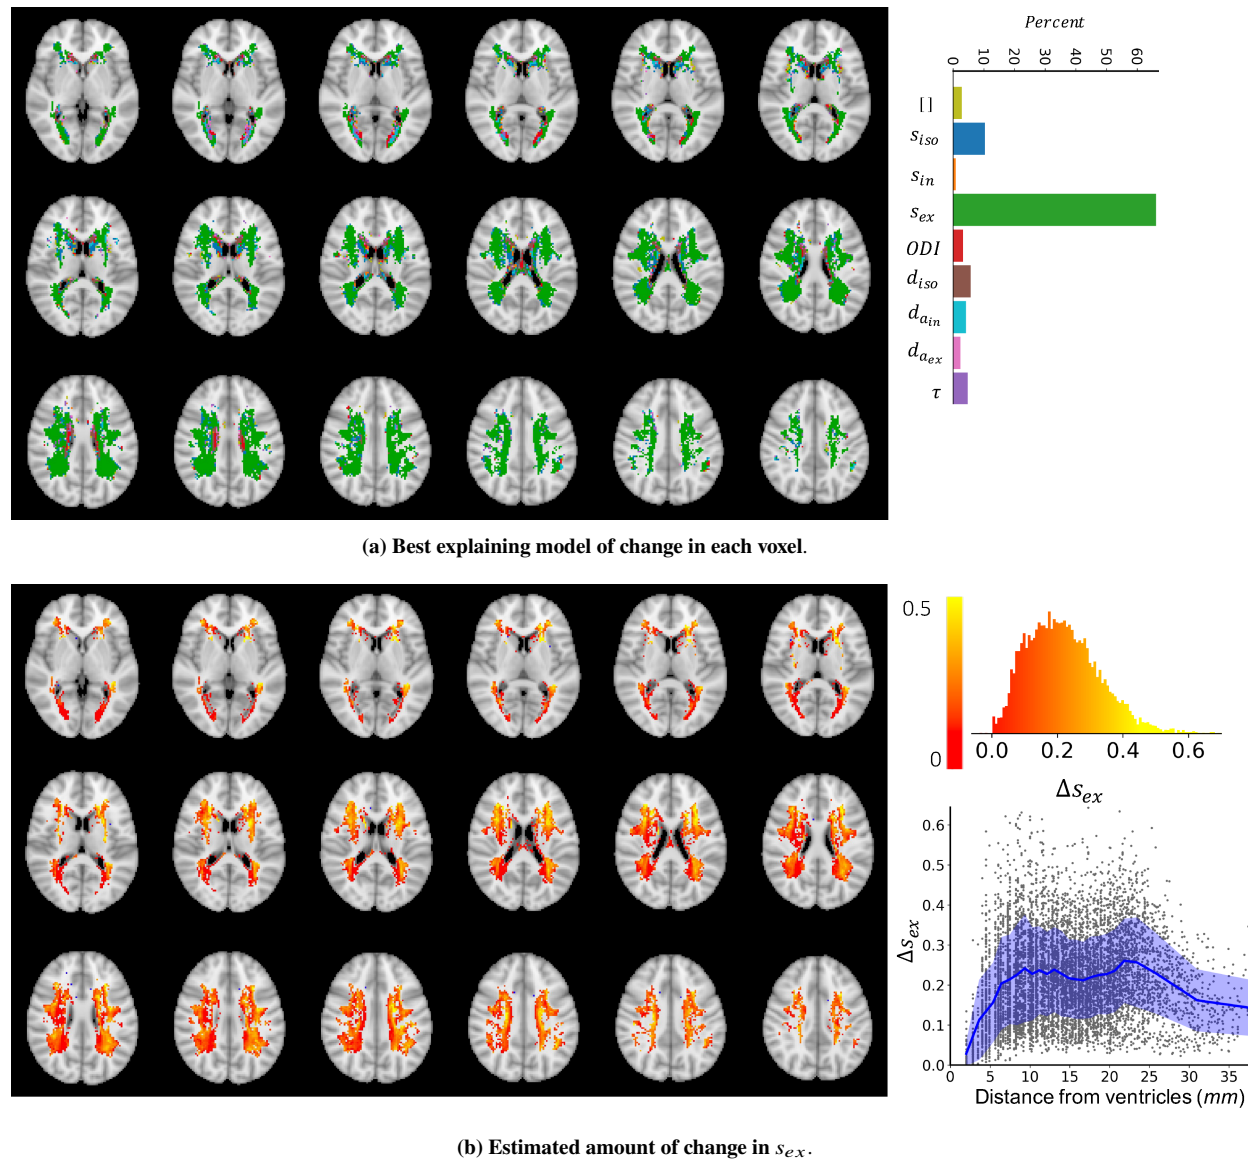 Percent
0 10 20 30 40 50 60
[ ]
s_iso
s_in
s_ex
ODI
d_iso
d_a_in
d_a_ex
τ
(a) Best explaining model of change in each voxel.
0.5
0
0.0 0.2 0.4 0.6
Δs_ex
0.6
0.5
0.4
0.3
0.2
0.1
0.0
Δs_ex
0 5 10 15 20 25 30 35
Distance from ventricles (mm)
(b) Estimated amount of change in s_ex.